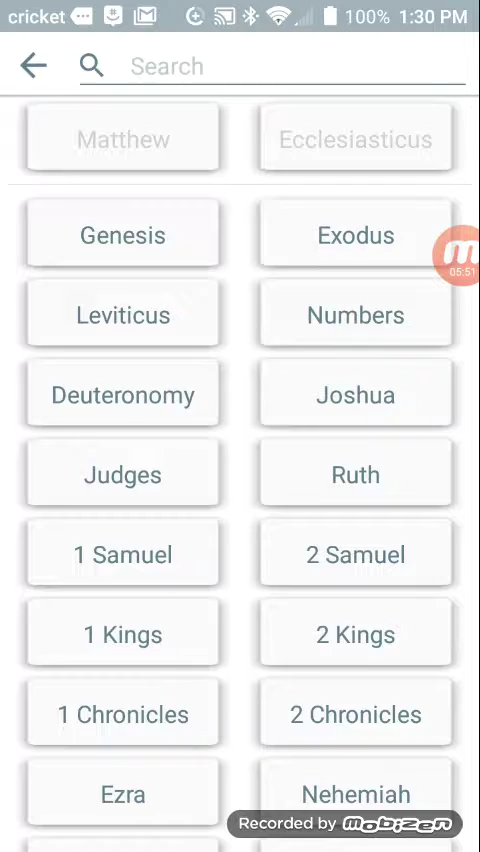 cricket 100% 1:30 PM
Search
Matthew Ecclesiasticus
Genesis Exodus
05:51
Leviticus Numbers
Deuteronomy Joshua
Judges Ruth
1 Samuel 2 Samuel
1 Kings 2 Kings
1 Chronicles 2 Chronicles
Ezra Nehemiah
Recorded by mobizen